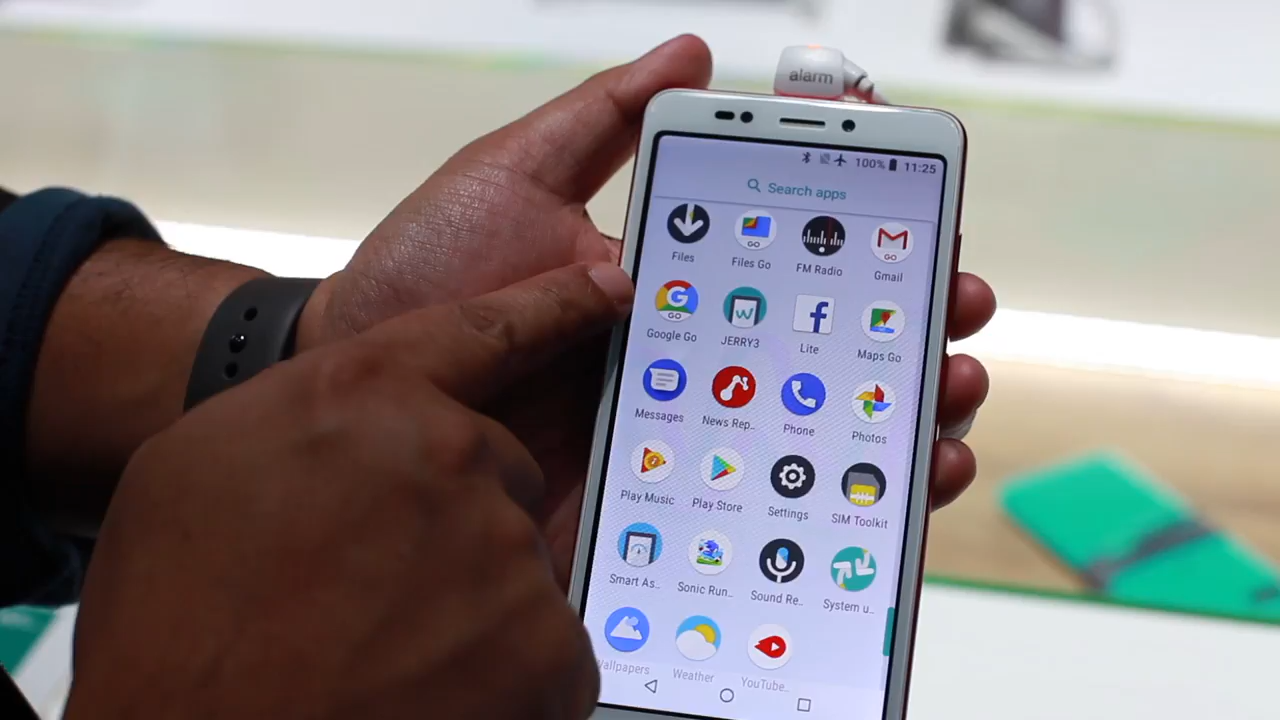 alarm
100% 11:25
Search apps
Files
Files Go
FM Radio
Gmail
GO
GO
Google Go
JERRY3
Lite
Maps Go
GO
Messages
News Rep..
Phone
Photos
Play Music
Play Store
Settings
SIM Toolkit
Smart As..
Sonic Run..
Sound Re..
System u..
Wallpapers
Weather
YouTube..